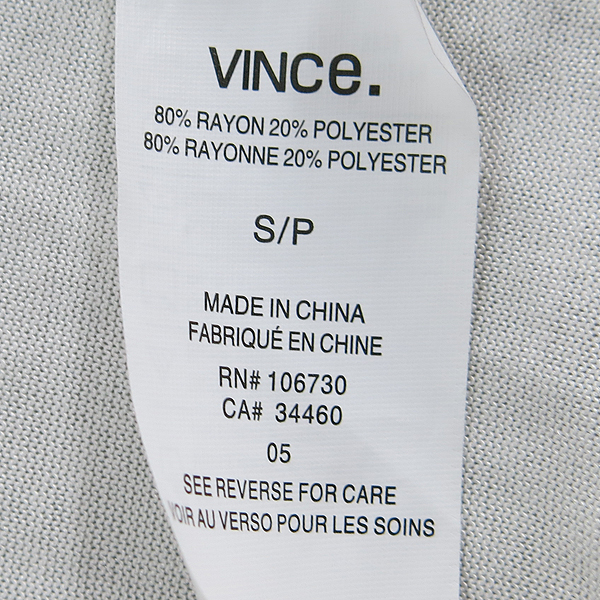 VINCe.
80% RAYON 20% POLYESTER
80% RAYONNE 20% POLYESTER
S/P
MADE IN CHINA
FABRIQUÉ EN CHINE
RN# 106730
CA# 34460
05
SEE REVERSE FOR CARE
VOIR AU VERSO POUR LES SOINS